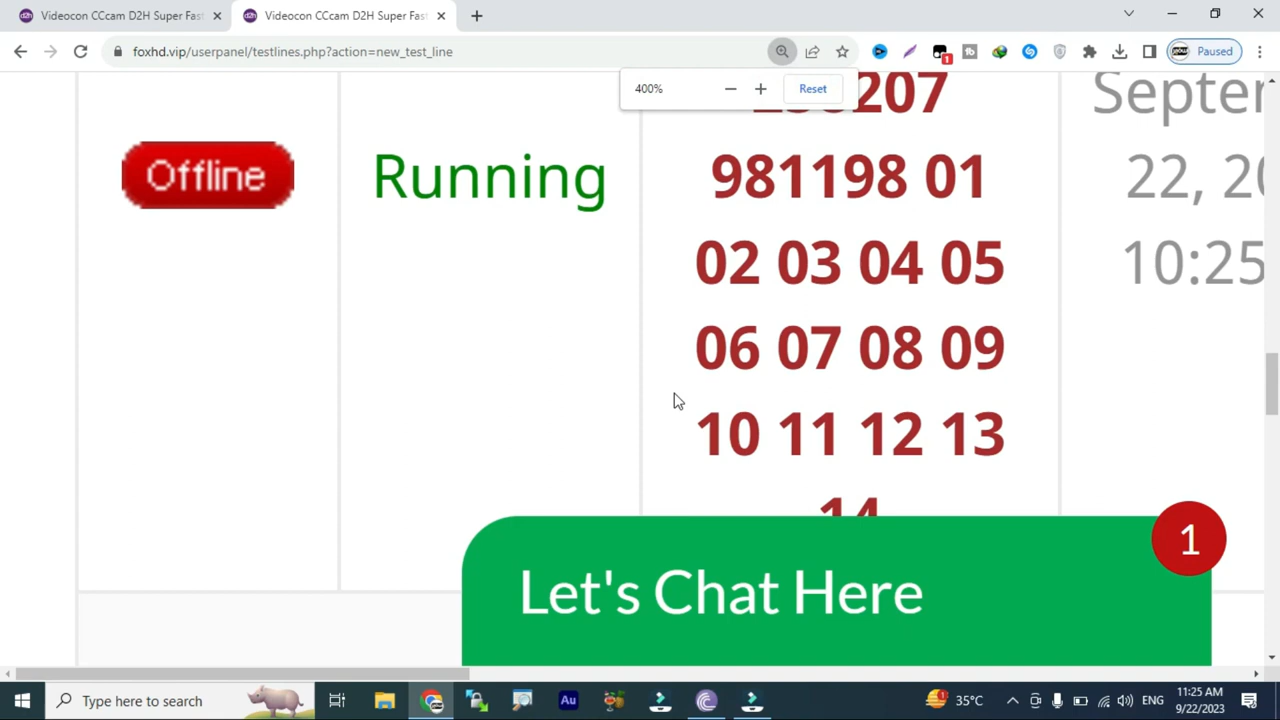 Videocon CCcam D2H Super Fast
Videocon CCcam D2H Super Fast
foxhd.vip/userpanel/testlines.php?action=new_test_line
1
Paused
400%
Reset
207
Offline
Running
981198 01
02 03 04 05
06 07 08 09
10 11 12 13
14
22,
10:25
Let's Chat Here
1
Type here to search
Au
1
35°C
ENG
11:25 AM
9/22/2023